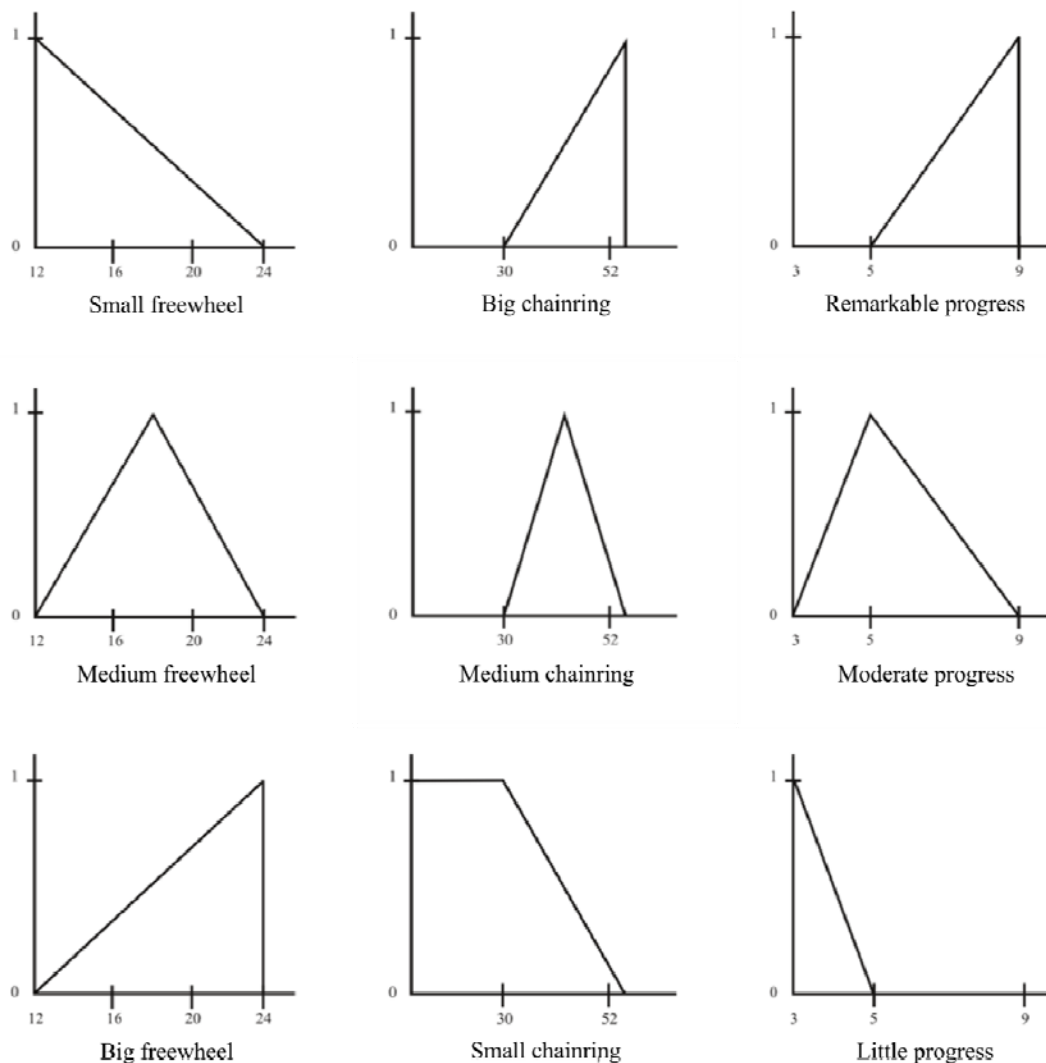 1
0
12 16 20 24
Small freewheel
1
0
30 52
Big chainring
1
0
3 5 9
Remarkable progress
1
0
12 16 20 24
Medium freewheel
1
0
30 52
Medium chainring
1
0
3 5 9
Moderate progress
1
0
12 16 20 24
Big freewheel
1
0
30 52
Small chainring
1
0
3 5 9
Little progress